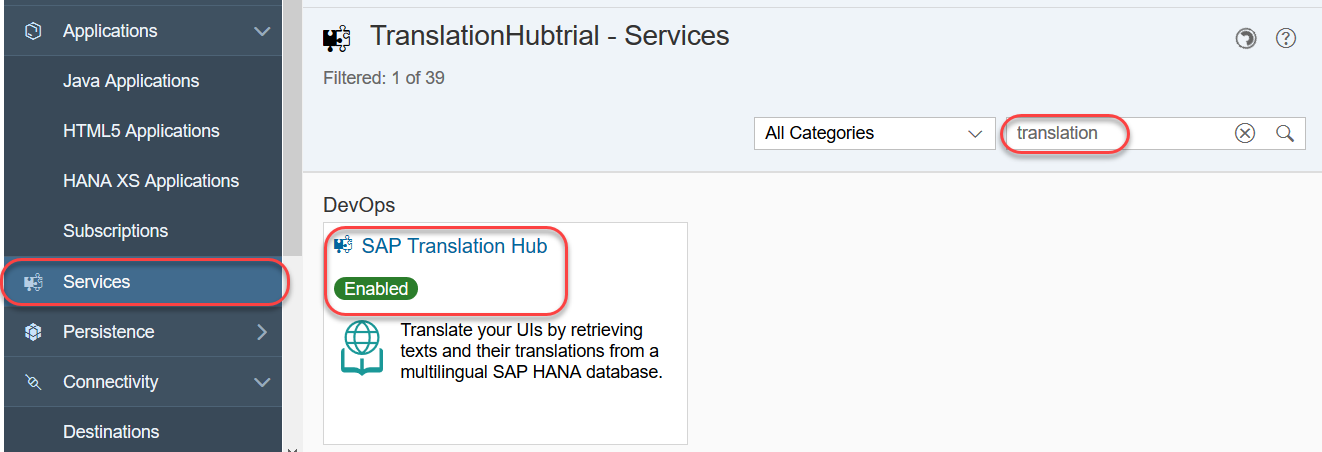 Applications
Java Applications
HTML5 Applications
HANA XS Applications
Subscriptions
Services
Persistence
Connectivity
Destinations
TranslationHubtrial - Services
Filtered: 1 of 39
All Categories
translation
DevOps
SAP Translation Hub
Enabled
Translate your UIs by retrieving
texts and their translations from a
multilingual SAP HANA database.